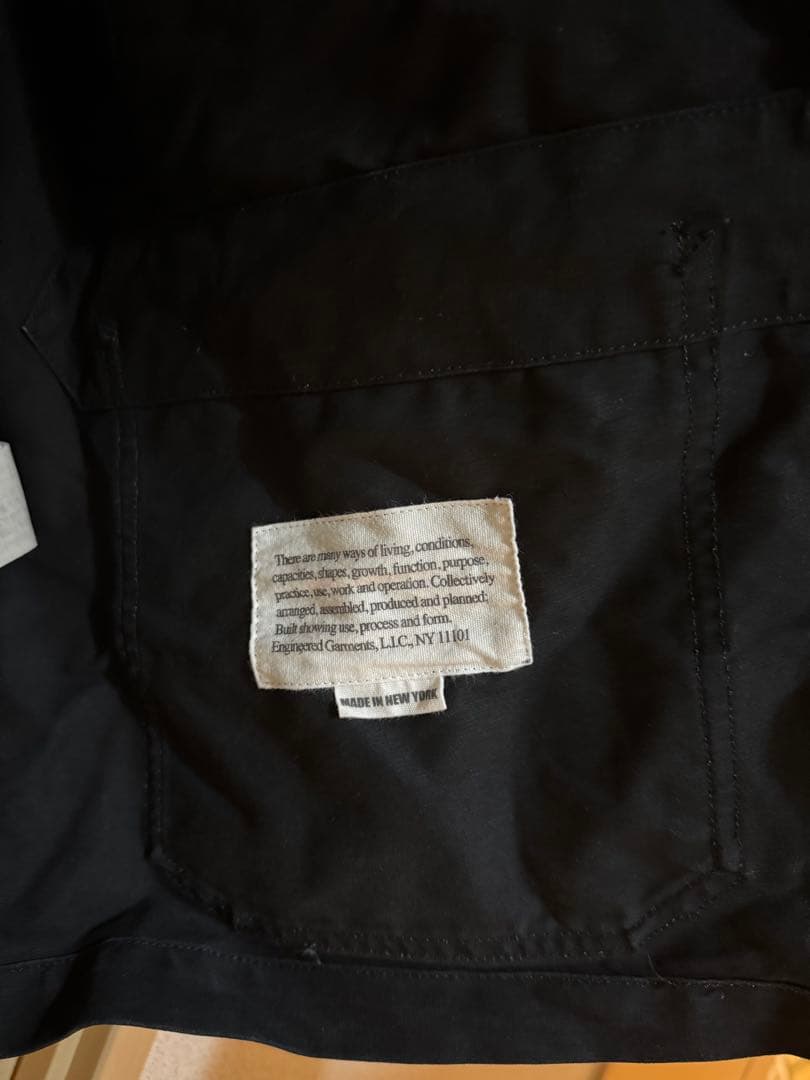 There are many ways of living, conditions,
capacities, shapes, growth, function, purpose,
practice, use, work and operation. Collectively
arranged, assembled, produced and planned:
Built showing use, process and form.
Engineered Garments, L.I.C., NY 11101
MADE IN NEW YORK